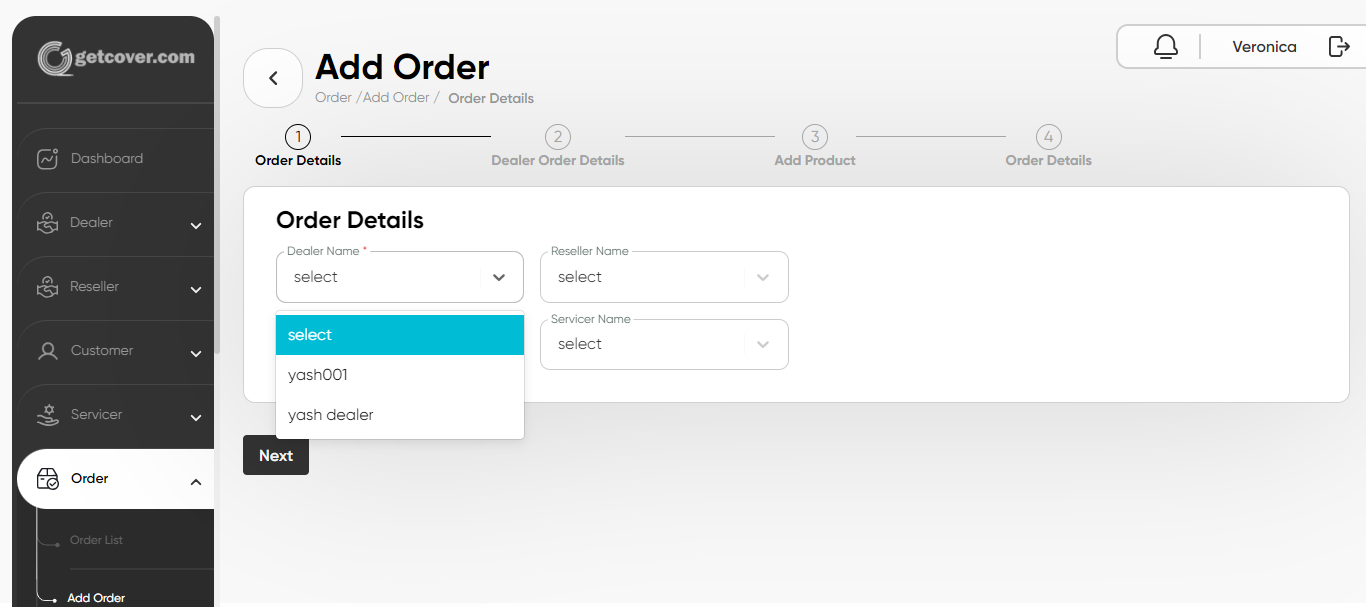 getcover.com
Dashboard
Dealer
Reseller
Customer
Servicer
Order
Order List
Add Order
Veronica
Add Order
Order /Add Order / Order Details
1
Order Details
2
Dealer Order Details
3
Add Product
4
Order Details
Order Details
Dealer Name *
select
Reseller Name
select
select
yash001
yash dealer
Servicer Name
select
Next